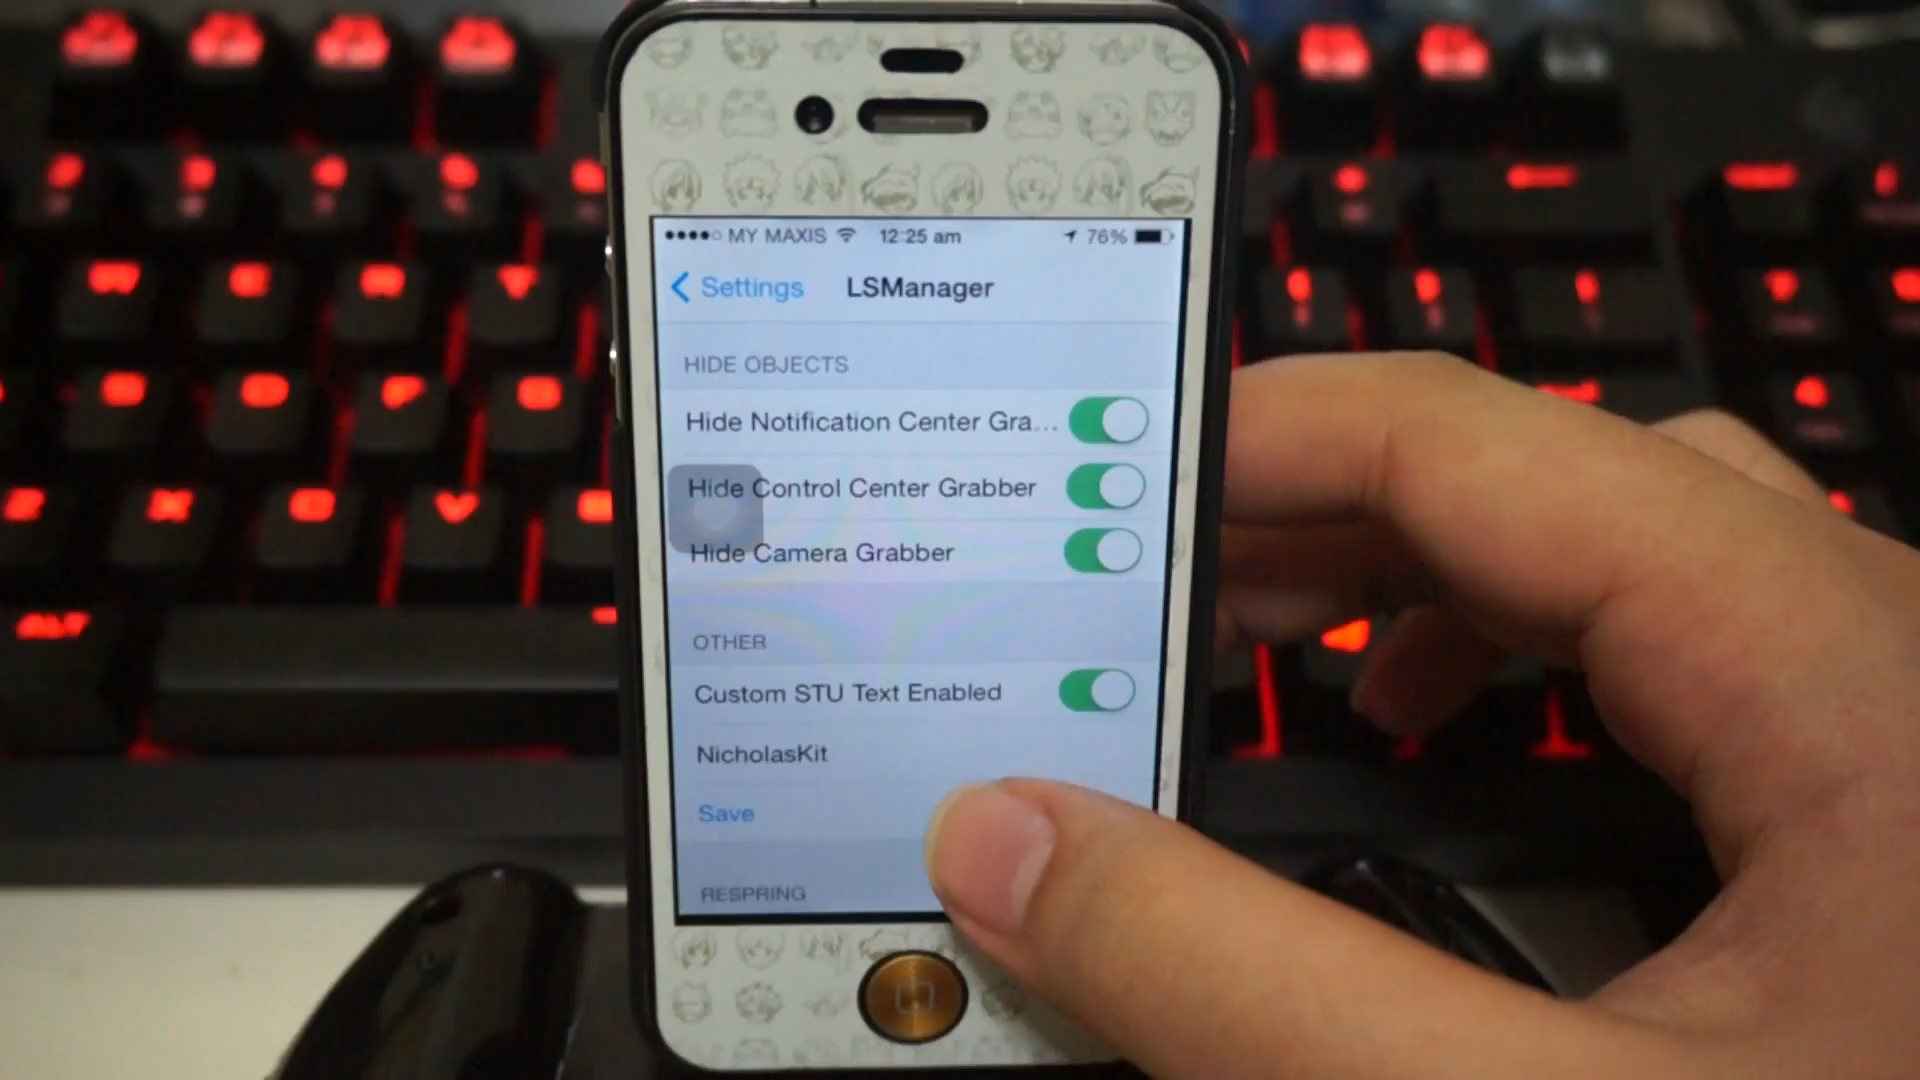 MY MAXIS 12:25 am 76%
Settings LSManager
HIDE OBJECTS
Hide Notification Center Gra...
Hide Control Center Grabber
Hide Camera Grabber
OTHER
Custom STU Text Enabled
NicholasKit
Save
RESPRING
ALT